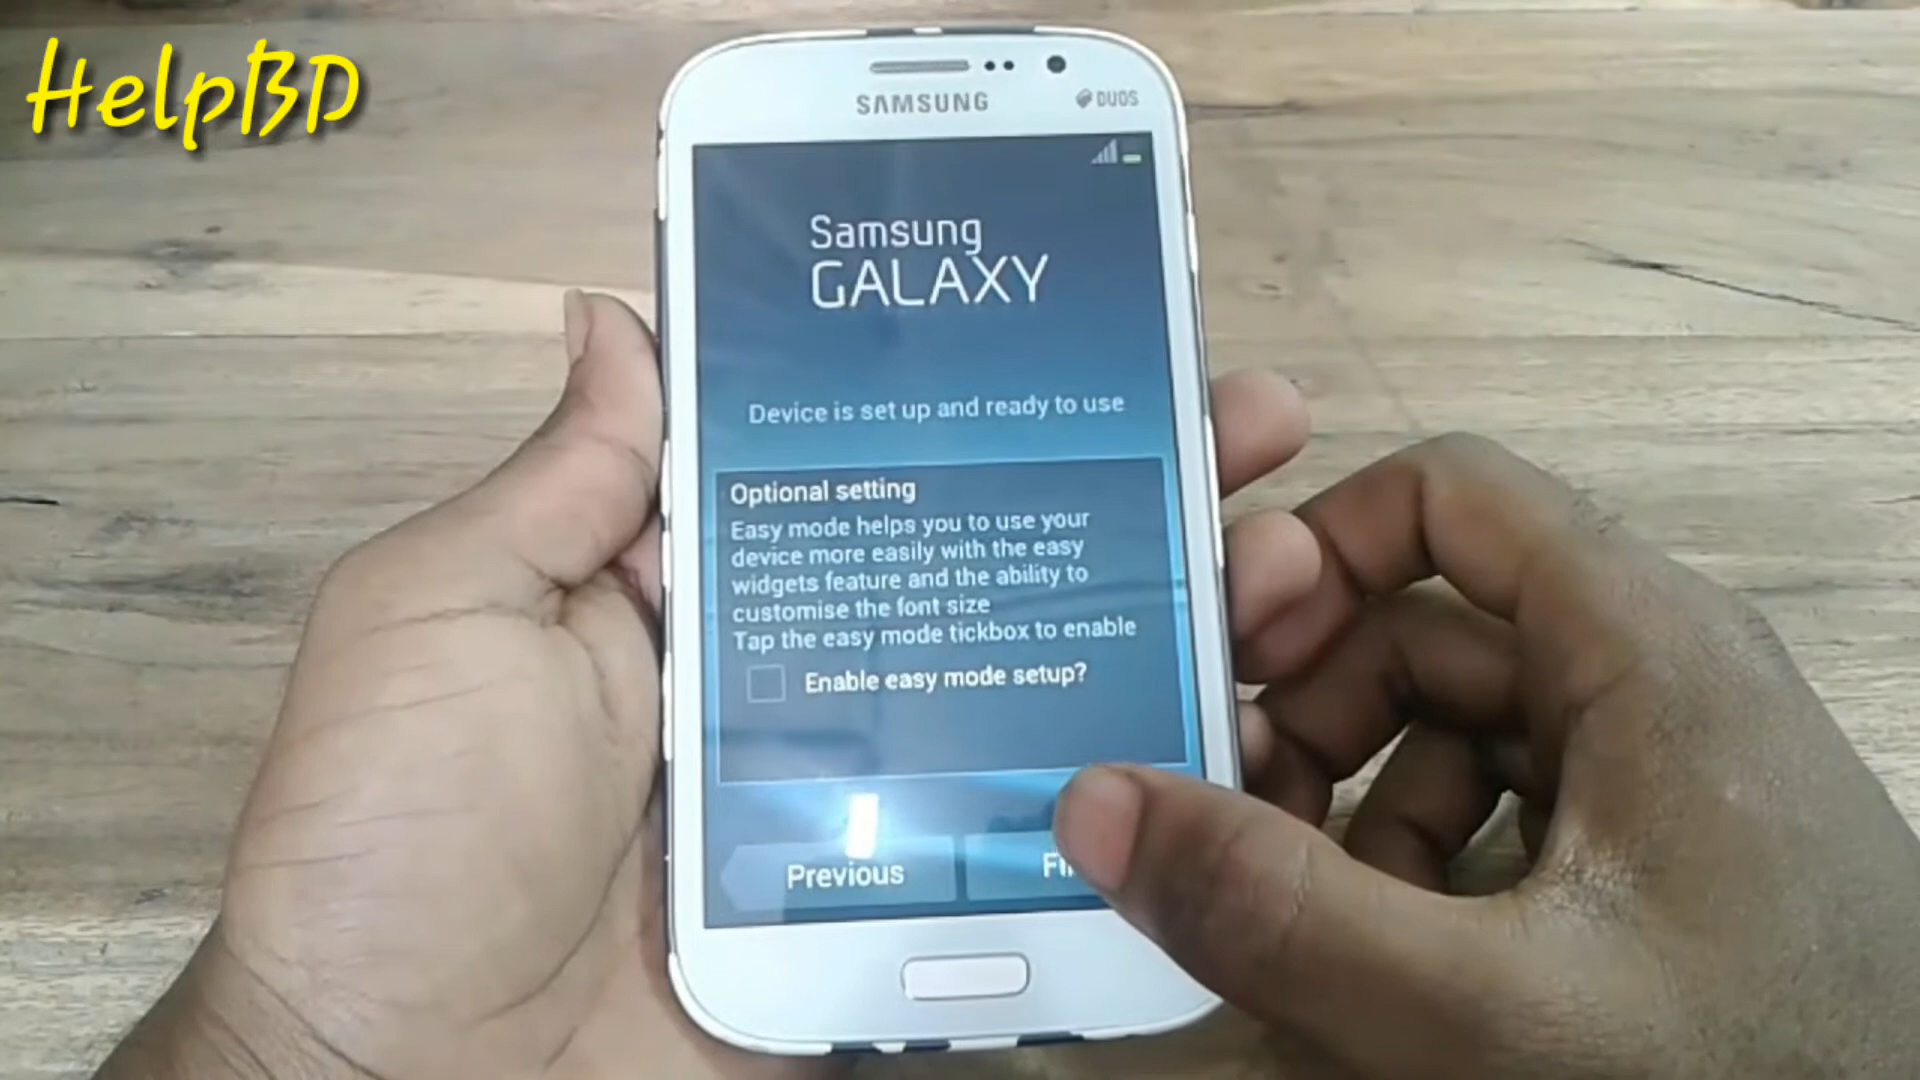 HelpBD
SAMSUNG
DUOS
Samsung
GALAXY
Device is set up and ready to use
Optional setting
Easy mode helps you to use your
device more easily with the easy
widgets feature and the ability to
customise the font size
Tap the easy mode tickbox to enable
Enable easy mode setup?
Previous